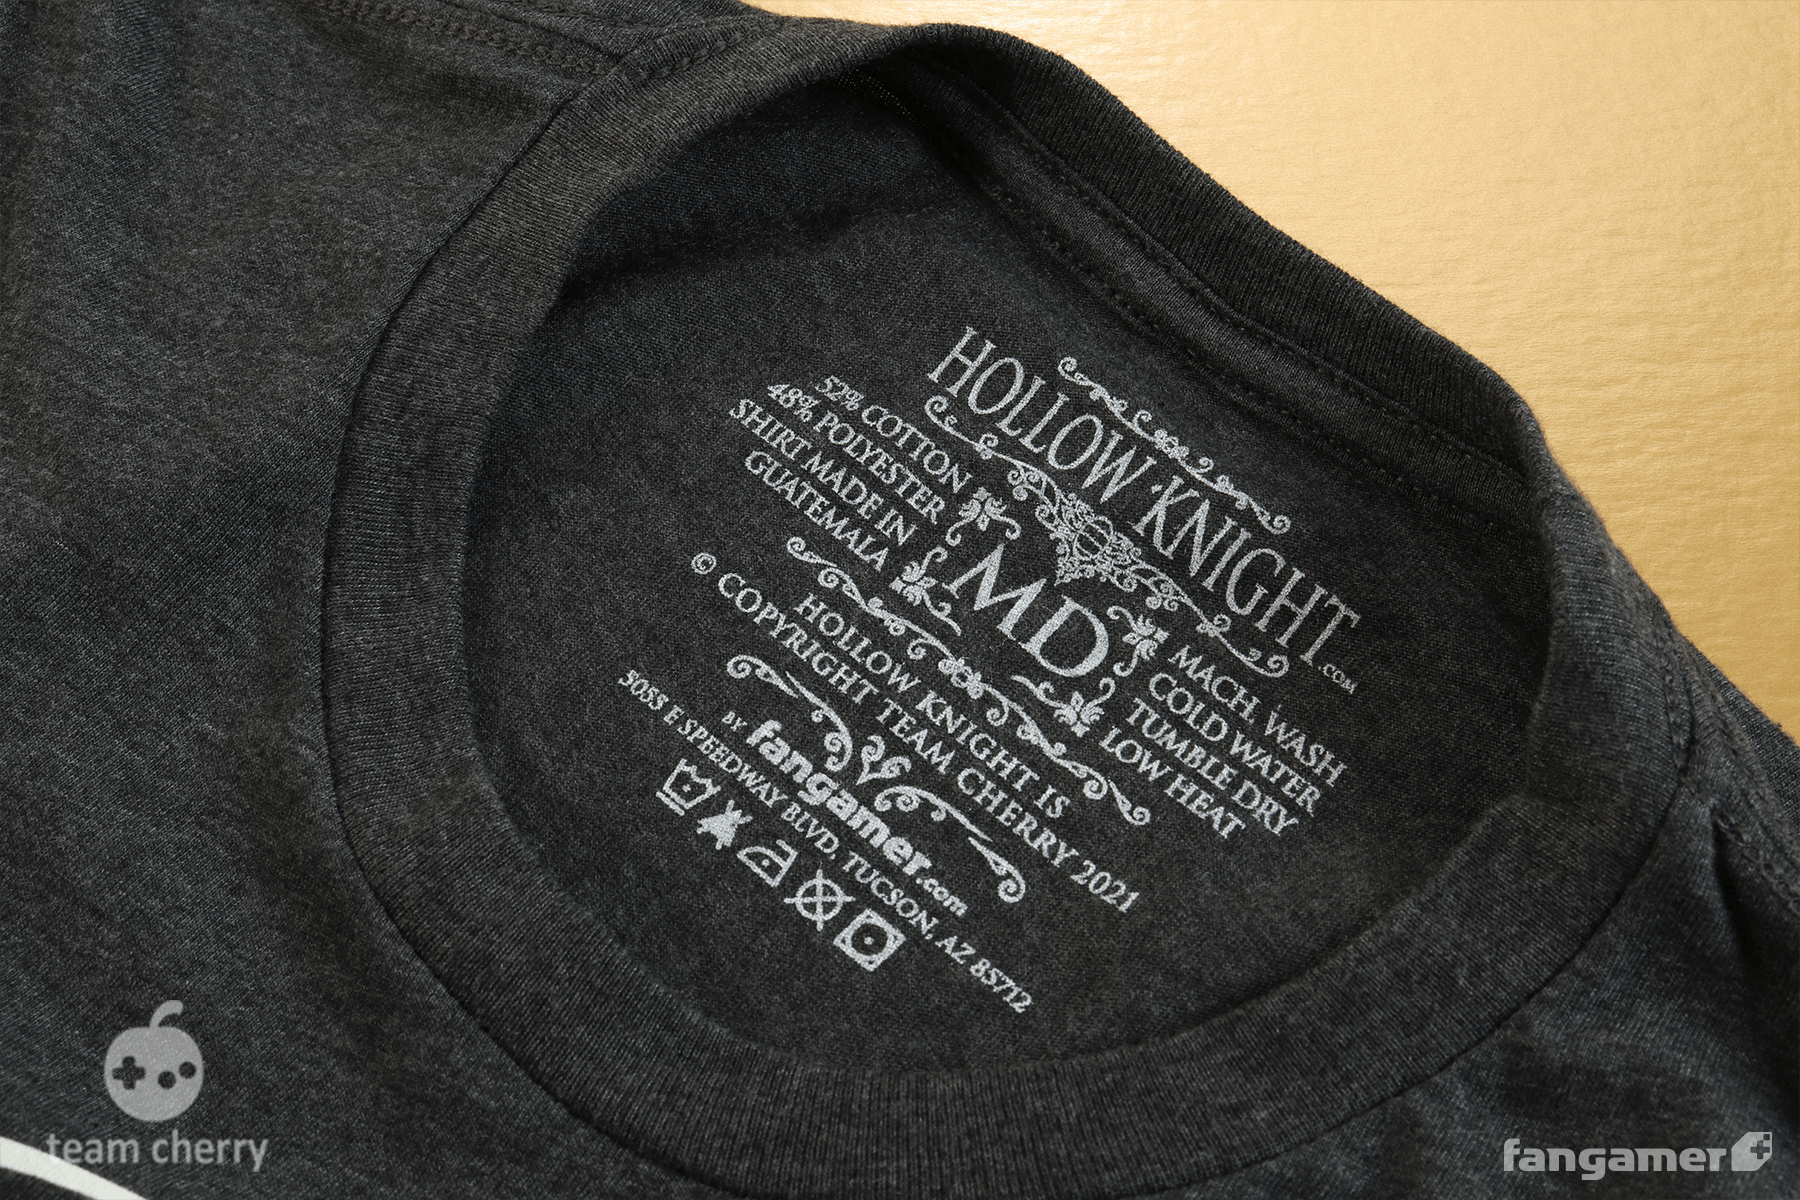 HOLLOW KNIGHT.COM
52% COTTON
48% POLYESTER
SHIRT MADE IN
GUATEMALA
MD
MACH. WASH
COLD WATER
TUMBLE DRY
LOW HEAT
HOLLOW KNIGHT IS
© COPYRIGHT TEAM CHERRY 2021
BY fangamer.com
3055 E SPEEDWAY BLVD, TUCSON, AZ 85712
team cherry
fangamer